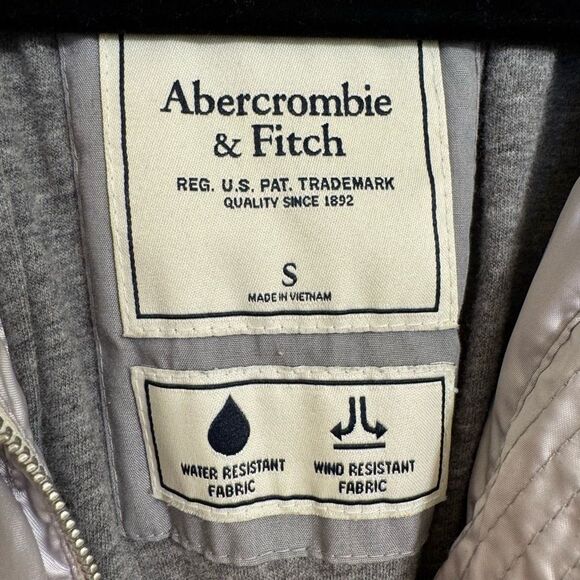 Abercrombie
& Fitch
REG. U.S. PAT. TRADEMARK
QUALITY SINCE 1892
S
MADE IN VIETNAM
WATER RESISTANT
FABRIC
WIND RESISTANT
FABRIC